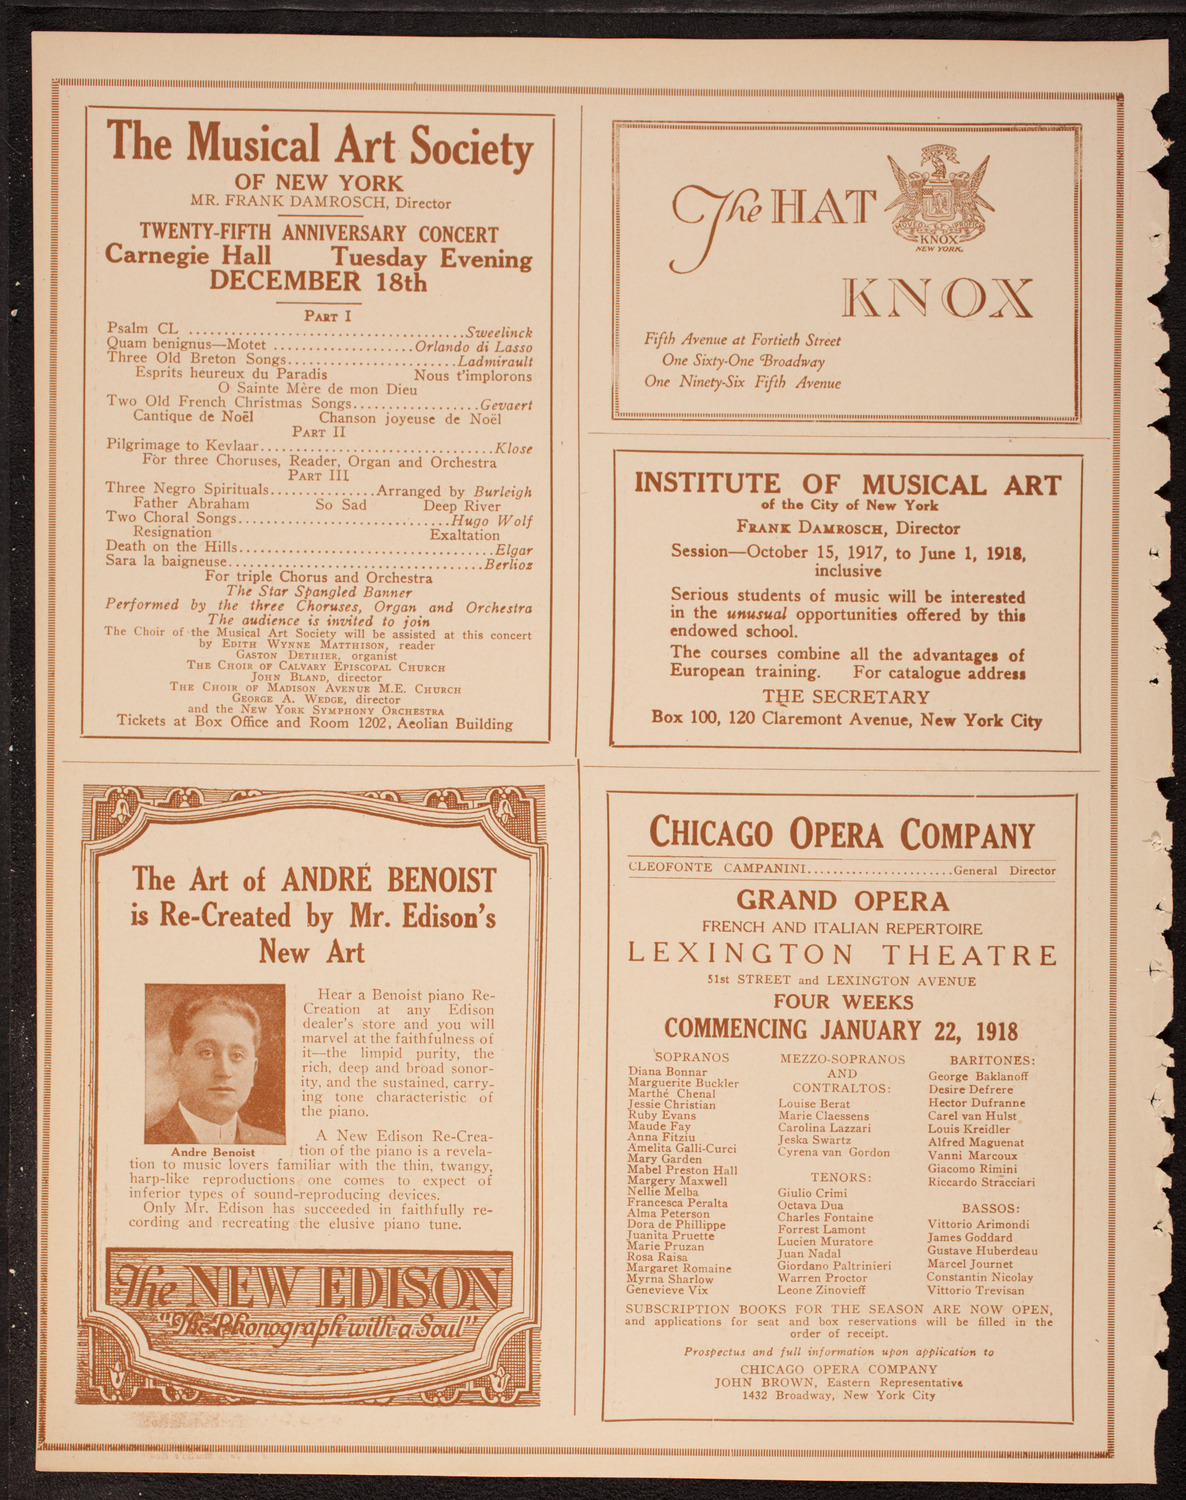 The Musical Art Society
OF NEW YORK
MR. FRANK DAMROSCH, Director
TWENTY-FIFTH ANNIVERSARY CONCERT
Carnegie Hall Tuesday Evening
DECEMBER 18th
PART I
Psalm CL ........................................Sweelinck
Quam benignus—Motet ....................Orlando di Lasso
Three Old Breton Songs........................Ladmirault
Esprits heureux du Paradis Nous t'implorons
O Sainte Mère de mon Dieu
Two Old French Christmas Songs..................Gevaert
Cantique de Noël Chanson joyeuse de Noël
PART II
Pilgrimage to Kevlaar.................................Klose
For three Choruses, Reader, Organ and Orchestra
PART III
Three Negro Spirituals...............Arranged by Burleigh
Father Abraham So Sad Deep River
Two Choral Songs..............................Hugo Wolf
Resignation Exaltation
Death on the Hills....................................Elgar
Sara la baigneuse....................................Berlioz
For triple Chorus and Orchestra
The Star Spangled Banner
Performed by the three Choruses, Organ and Orchestra
The audience is invited to join
The Choir of the Musical Art Society will be assisted at this concert
by EDITH WYNNE MATTHISON, reader
GASTON DETHIER, organist
THE CHOIR OF CALVARY EPISCOPAL CHURCH
JOHN BLAND, director
THE CHOIR OF MADISON AVENUE M.E. CHURCH
GEORGE A. WEDGE, director
and the NEW YORK SYMPHONY ORCHESTRA
Tickets at Box Office and Room 1202, Aeolian Building
The HAT
KNOX
NEW YORK.
KNOX
Fifth Avenue at Fortieth Street
One Sixty-One Broadway
One Ninety-Six Fifth Avenue
INSTITUTE OF MUSICAL ART
of the City of New York
FRANK DAMROSCH, Director
Session—October 15, 1917, to June 1, 1918,
inclusive
Serious students of music will be interested
in the unusual opportunities offered by this
endowed school.
The courses combine all the advantages of
European training. For catalogue address
THE SECRETARY
Box 100, 120 Claremont Avenue, New York City
The Art of ANDRÉ BENOIST
is Re-Created by Mr. Edison's
New Art
Hear a Benoist piano Re-
Creation at any Edison
dealer's store and you will
marvel at the faithfulness of
it—the limpid purity, the
rich, deep and broad sonor-
ity, and the sustained, carry-
ing tone characteristic of
the piano.
Andre Benoist
A New Edison Re-Crea-
tion of the piano is a revela-
tion to music lovers familiar with the thin, twangy,
harp-like reproductions one comes to expect of
inferior types of sound-reproducing devices.
Only Mr. Edison has succeeded in faithfully re-
cording and recreating the elusive piano tune.
The NEW EDISON
"The Phonograph with a Soul"
CHICAGO OPERA COMPANY
CLEOFONTE CAMPANINI.......................General Director
GRAND OPERA
FRENCH AND ITALIAN REPERTOIRE
LEXINGTON THEATRE
51st STREET and LEXINGTON AVENUE
FOUR WEEKS
COMMENCING JANUARY 22, 1918
SOPRANOS
Diana Bonnar
Marguerite Buckler
Marthé Chenal
Jessie Christian
Ruby Evans
Maude Fay
Anna Fitziu
Amelita Galli-Curci
Mary Garden
Mabel Preston Hall
Margery Maxwell
Nellie Melba
Francesca Peralta
Alma Peterson
Dora de Phillippe
Juanita Pruette
Marie Pruzan
Rosa Raisa
Margaret Romaine
Myrna Sharlow
Genevieve Vix
MEZZO-SOPRANOS
AND
CONTRALTOS:
Louise Berat
Marie Claessens
Carolina Lazzari
Jeska Swartz
Cyrena van Gordon
TENORS:
Giulio Crimi
Octava Dua
Charles Fontaine
Forrest Lamont
Lucien Muratore
Juan Nadal
Giordano Paltrinieri
Warren Proctor
Leone Zinovieff
BARITONES:
George Baklanoff
Desire Defrere
Hector Dufranne
Carel van Hulst
Louis Kreidler
Alfred Maguenat
Vanni Marcoux
Giacomo Rimini
Riccardo Stracciari
BASSOS:
Vittorio Arimondi
James Goddard
Gustave Huberdeau
Marcel Journet
Constantin Nicolay
Vittorio Trevisan
SUBSCRIPTION BOOKS FOR THE SEASON ARE NOW OPEN,
and applications for seat and box reservations will be filled in the
order of receipt.
Prospectus and full information upon application to
CHICAGO OPERA COMPANY
JOHN BROWN, Eastern Representative
1432 Broadway, New York City